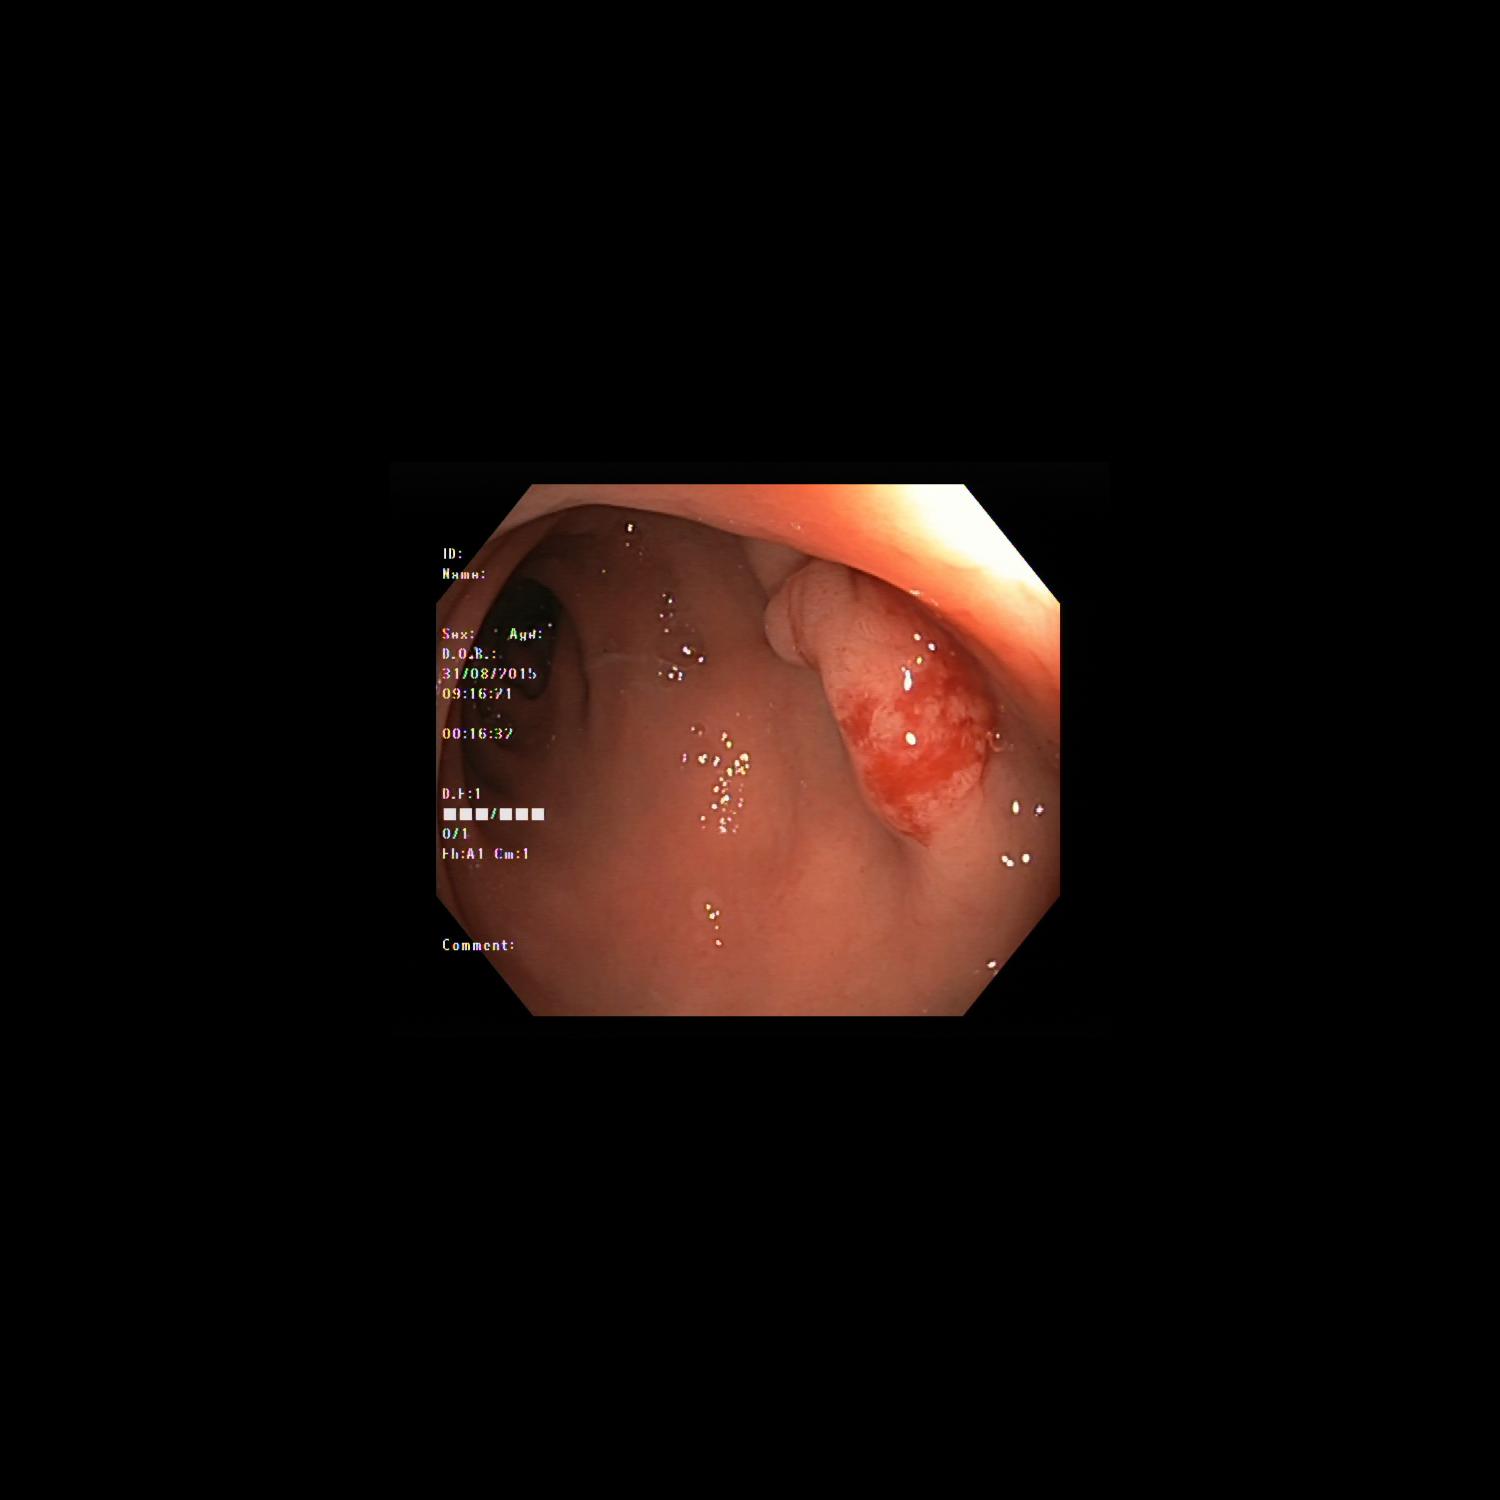 ID:
Name:
Sex: Age:
D.O.B.:
31/08/2015
09:16:21
00:16:32
D.F:1
■■■/■■■
0/1
Eh:A1 Cm:1
Comment: